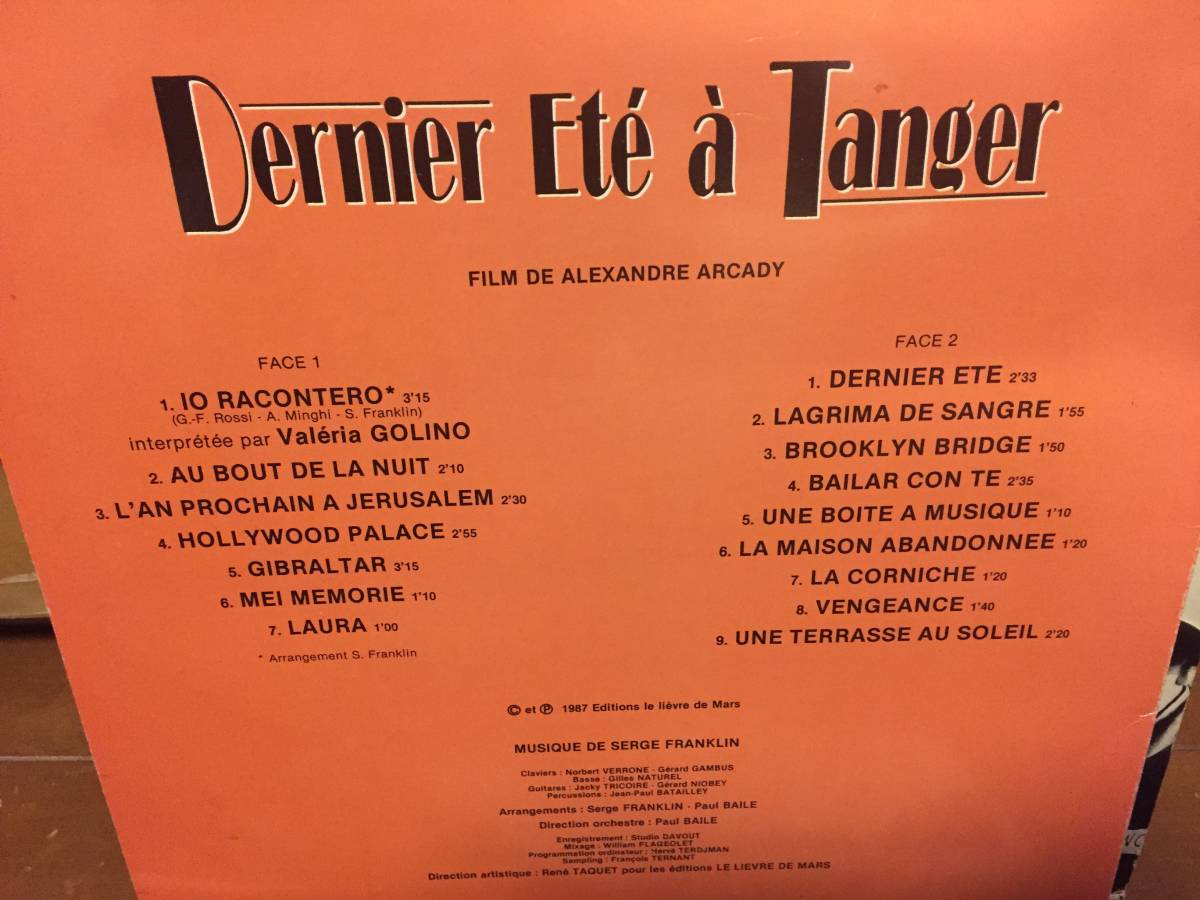 Dernier Eté à Tanger
FILM DE ALEXANDRE ARCADY
FACE 1
1. IO RACONTERO* 3'15
(G.-F. Rossi - A. Minghi - S. Franklin)
interprétée par Valéria GOLINO
2. AU BOUT DE LA NUIT 2'10
3. L'AN PROCHAIN A JERUSALEM 2'30
4. HOLLYWOOD PALACE 2'55
5. GIBRALTAR 3'15
6. MEI MEMORIE 1'10
7. LAURA 1'00
* Arrangement S. Franklin
FACE 2
1. DERNIER ETE 2'33
2. LAGRIMA DE SANGRE 1'55
3. BROOKLYN BRIDGE 1'50
4. BAILAR CON TE 2'35
5. UNE BOITE A MUSIQUE 1'10
6. LA MAISON ABANDONNEE 1'20
7. LA CORNICHE 1'20
8. VENGEANCE 1'40
9. UNE TERRASSE AU SOLEIL 2'20
© et ℗ 1987 Editions le lièvre de Mars
MUSIQUE DE SERGE FRANKLIN
Claviers : Norbert VERRONE - Gérard GAMBUS
Basse : Gilles NATUREL
Guitares : Jacky TRICOIRE - Gérard NIOBEY
Percussions : Jean-Paul BATAILLEY
Arrangements : Serge FRANKLIN - Paul BAILE
Direction orchestre : Paul BAILE
Enregistrement : Studio DAVOUT
Mixage : William FLAGEOLET
Programmation ordinateur : Hervé TERDJMAN
Sampling : François TERNANT
Direction artistique : René TAQUET pour les éditions LE LIEVRE DE MARS